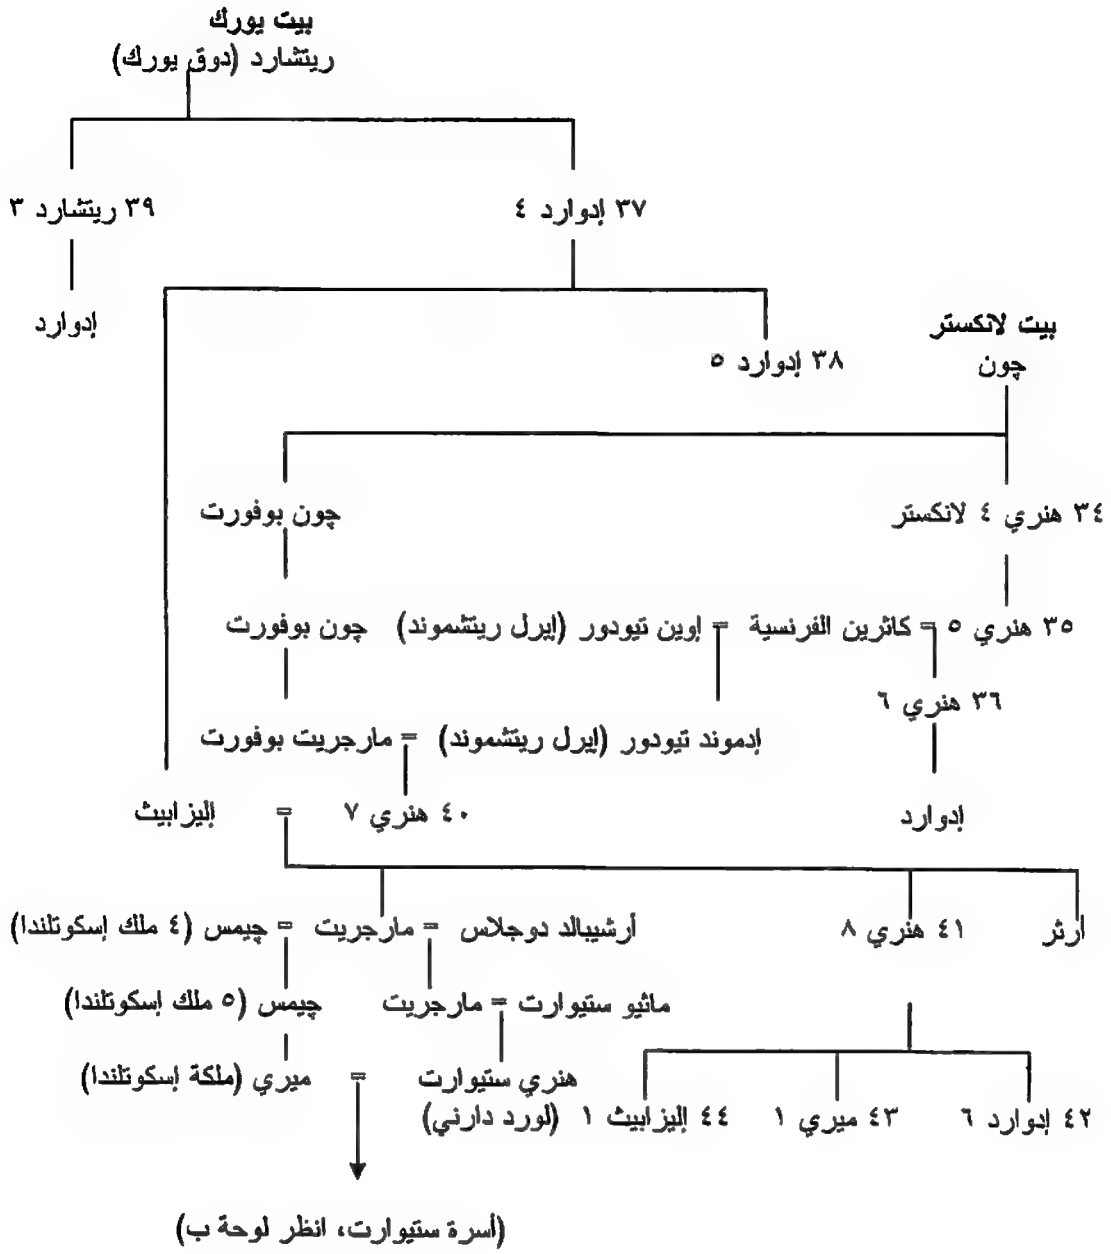 بيت يورك
ريتشارد (دوق يورك)
٣٧ إدوارد ٤
٣٩ ريتشارد ٣
إدوارد
بيت لانكستر
چون
٣٨ إدوارد ٥
٣٤ هنري ٤ لانكستر
چون بوفورت
٣٥ هنري ٥ = كاثرين الفرنسية = إوين تيودور (إيرل ريتشموند) چون بوفورت
٣٦ هنري ٦
إدموند تيودور (إيرل ريتشموند) = مارجريت بوفورت
إدوارد
٤٠ هنري ٧ = إليزابيث
أرثر
٤١ هنري ٨
أرشيبالد دوجلاس = مارجريت = چيمس (٤ ملك إسكوتلندا)
ماثيو ستيوارت = مارجريت
چيمس (٥ ملك إسكوتلندا)
هنري ستيوارت = ميري (ملكة إسكوتلندا)
٤٢ إدوارد ٦
٤٣ ميري ١
٤٤ إليزابيث ١
(لورد دارني)
(أسرة ستيوارت، انظر لوحة ب)